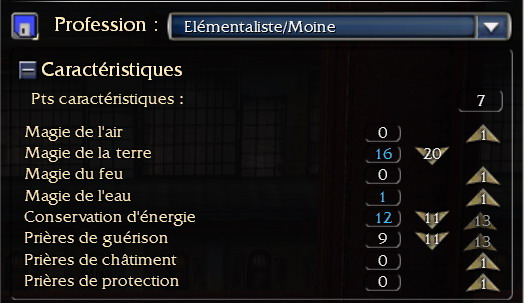 Profession : Elémentaliste/Moine
Caractéristiques
Pts caractéristiques : 7
Magie de l'air 0 1
Magie de la terre 16 20
Magie du feu 0 1
Magie de l'eau 1 1
Conservation d'énergie 12 11 13
Prières de guérison 9 11 13
Prières de châtiment 0 1
Prières de protection 0 1